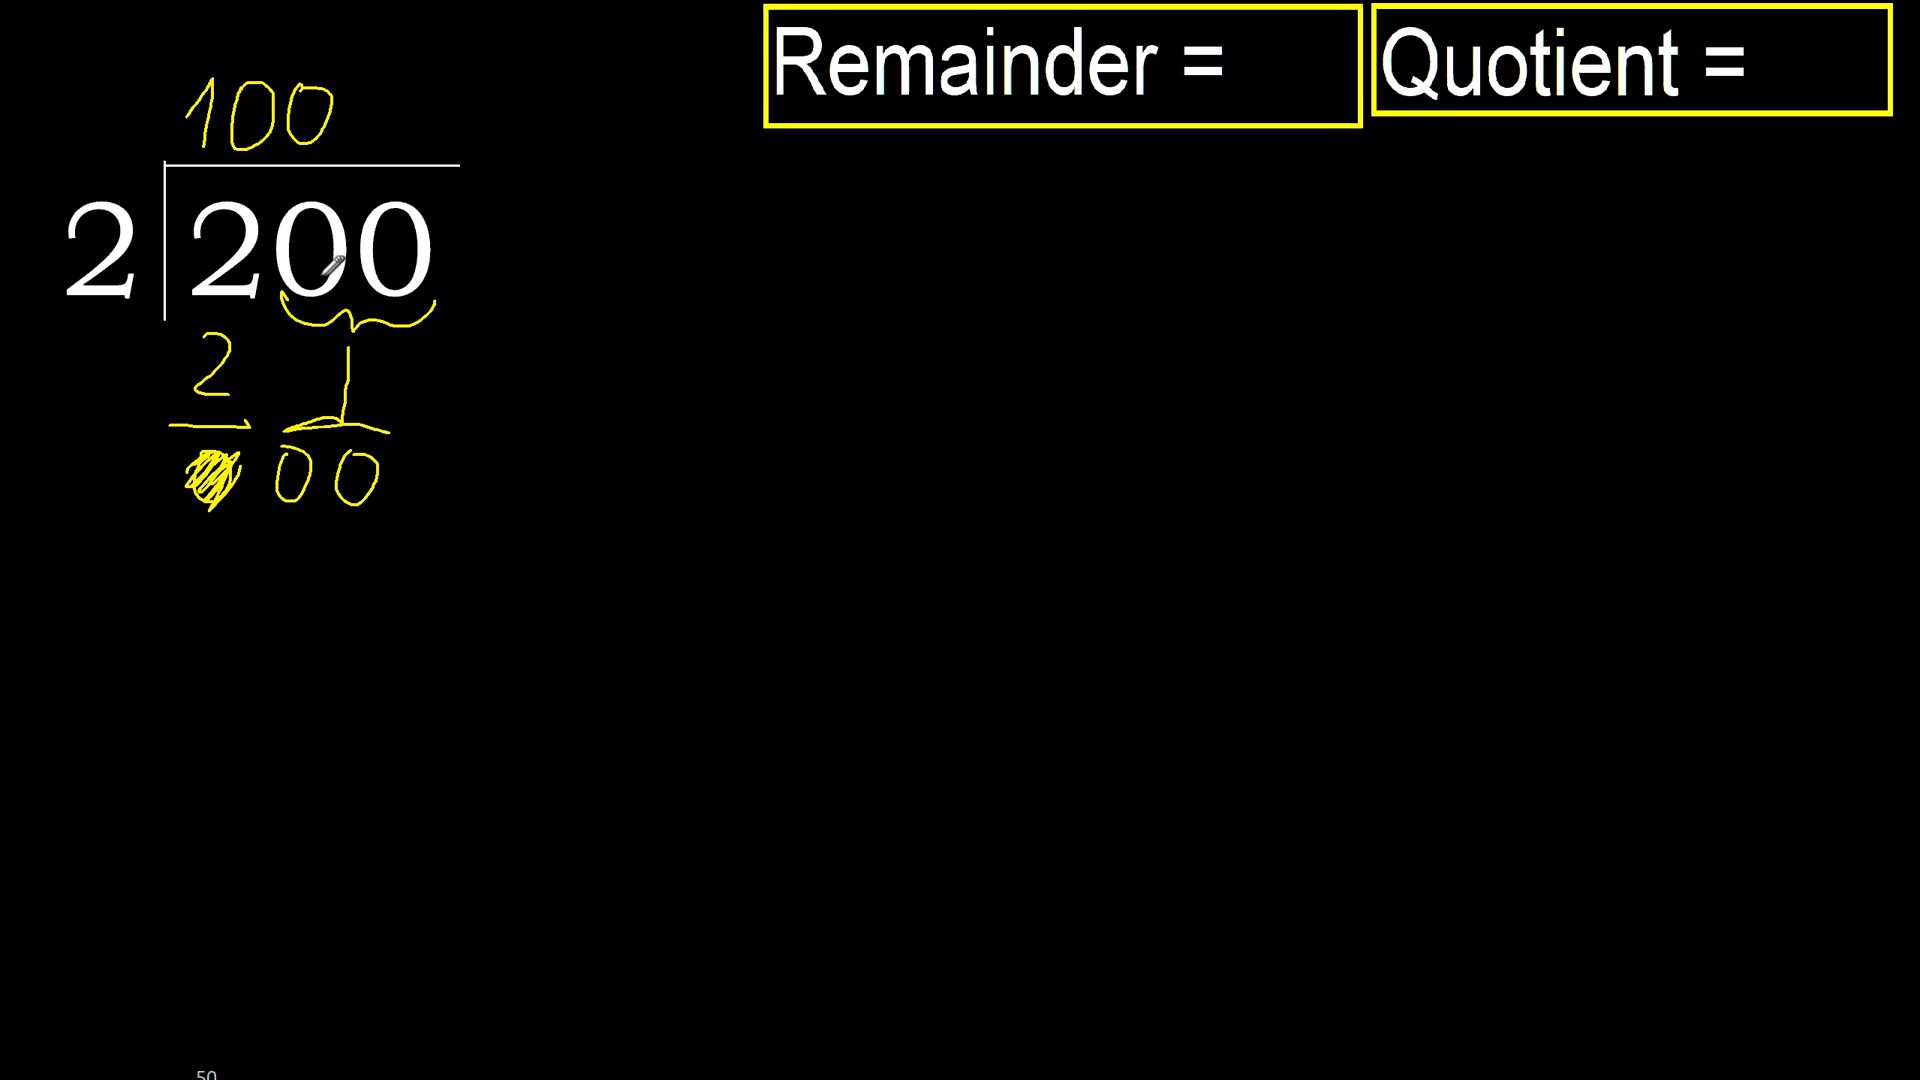 Remainder =
Quotient =
100
2 200
2
00
50